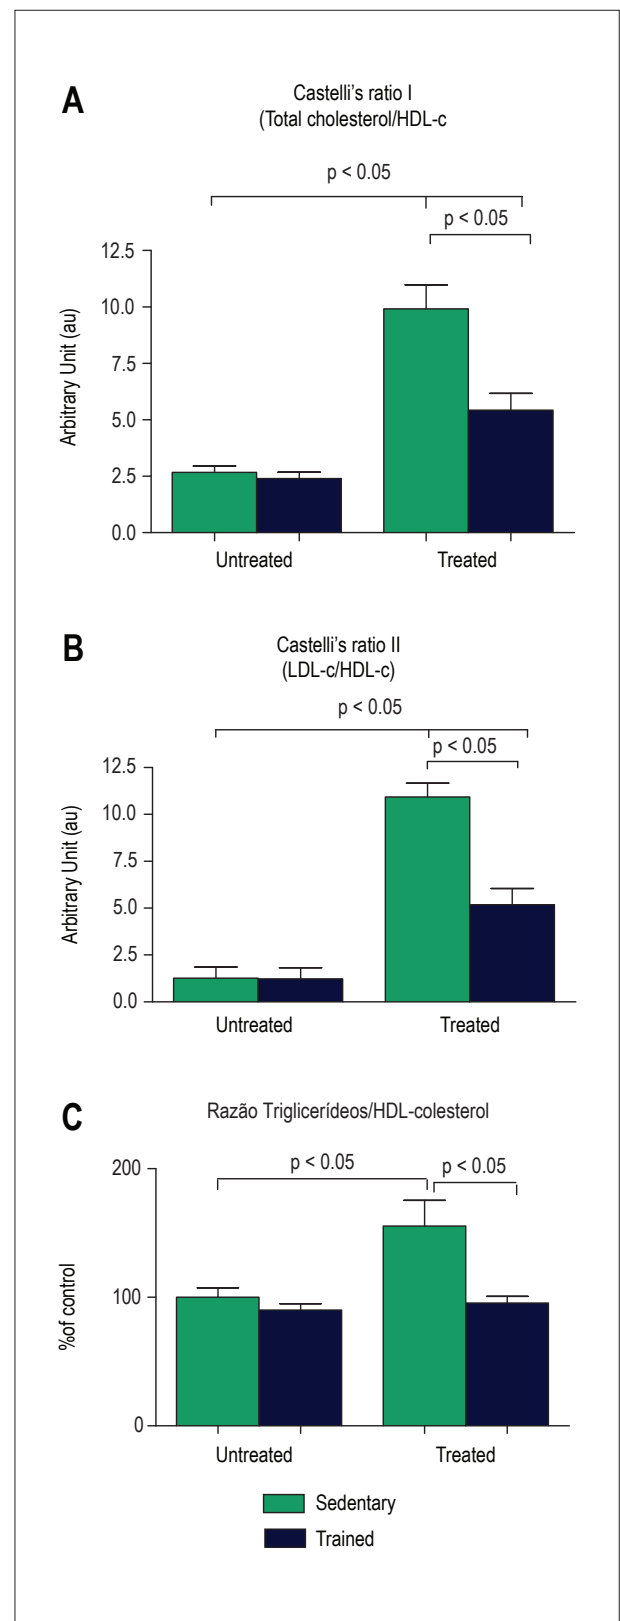 A
Castelli's ratio I
(Total cholesterol/HDL-c
p < 0.05
p < 0.05
12.5
10.0
7.5
5.0
2.5
0.0
Arbitrary Unit (au)
Untreated
Treated
B
Castelli's ratio II
(LDL-c/HDL-c)
p < 0.05
p < 0.05
12.5
10.0
7.5
5.0
2.5
0.0
Arbitrary Unit (au)
Untreated
Treated
C
Razão Triglicerídeos/HDL-colesterol
p < 0.05
p < 0.05
200
100
0
%of control
Untreated
Treated
Sedentary
Trained